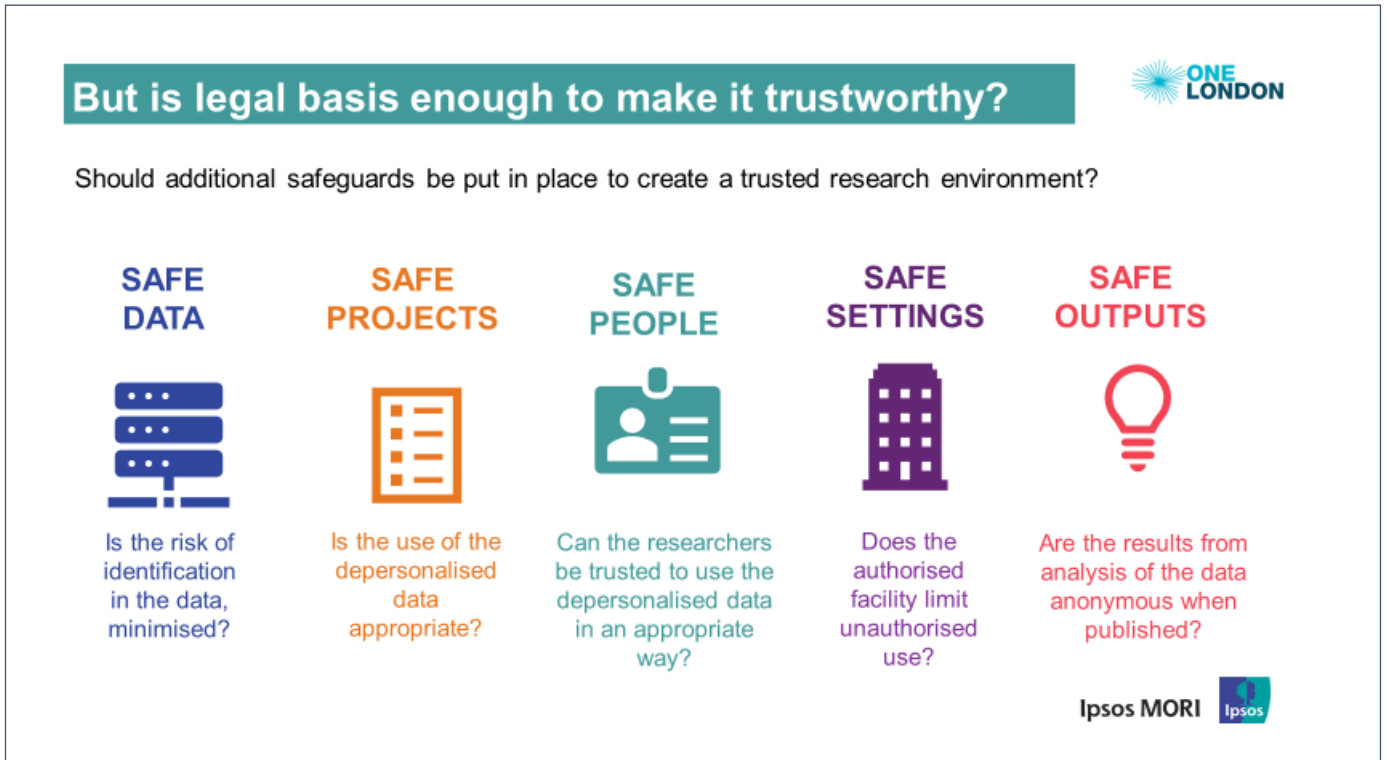 But is legal basis enough to make it trustworthy?
ONE
LONDON
Should additional safeguards be put in place to create a trusted research environment?
SAFE
DATA
Is the risk of
identification
in the data,
minimised?
SAFE
PROJECTS
Is the use of the
depersonalised
data
appropriate?
SAFE
PEOPLE
Can the researchers
be trusted to use the
depersonalised data
in an appropriate
way?
SAFE
SETTINGS
Does the
authorised
facility limit
unauthorised
use?
SAFE
OUTPUTS
Are the results from
analysis of the data
anonymous when
published?
Ipsos MORI
Ipsos